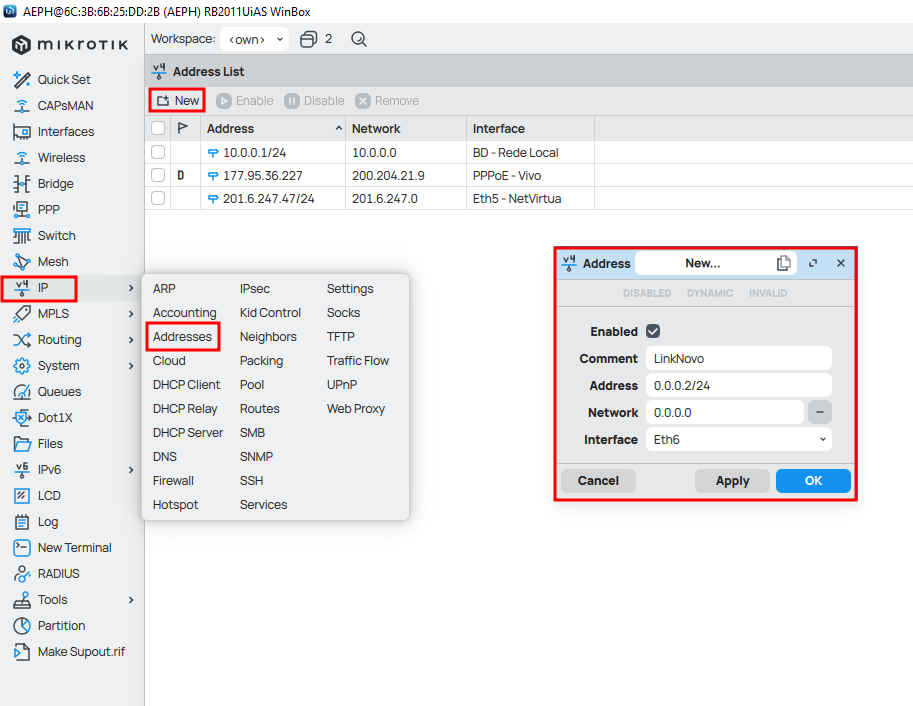 AEPH@6C:3B:6B:25:DD:2B (AEPH) RB2011UiAS WinBox
mikrotik
Workspace: <own> 2
Quick Set
CAPsMAN
Interfaces
Wireless
Bridge
PPP
Switch
Mesh
IP
MPLS
Routing
System
Queues
Dot1X
Files
IPv6
LCD
Log
New Terminal
RADIUS
Tools
Partition
Make Supout.rif
v4 Address List
New Enable Disable Remove
Address Network Interface
10.0.0.1/24 10.0.0.0 BD - Rede Local
D 177.95.36.227 200.204.21.9 PPPoE - Vivo
201.6.247.47/24 201.6.247.0 Eth5 - NetVirtua
ARP IPsec Settings
Accounting Kid Control Socks
Addresses Neighbors TFTP
Cloud Packing Traffic Flow
DHCP Client Pool UPnP
DHCP Relay Routes Web Proxy
DHCP Server SMB
DNS SNMP
Firewall SSH
Hotspot Services
v4 Address New...
DISABLED DYNAMIC INVALID
Enabled
Comment LinkNovo
Address 0.0.0.2/24
Network 0.0.0.0
Interface Eth6
Cancel Apply OK